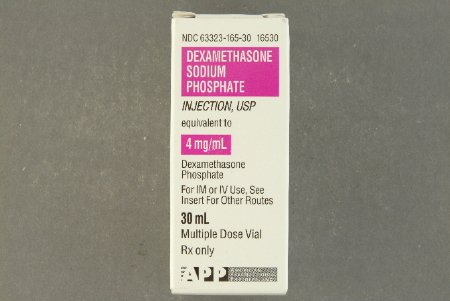 NDC 63323-165-30 16530
DEXAMETHASONE
SODIUM
PHOSPHATE
INJECTION, USP
equivalent to
4 mg/mL
Dexamethasone
Phosphate
For IM or IV Use, See
Insert For Other Routes
30 mL
Multiple Dose Vial
Rx only
APP